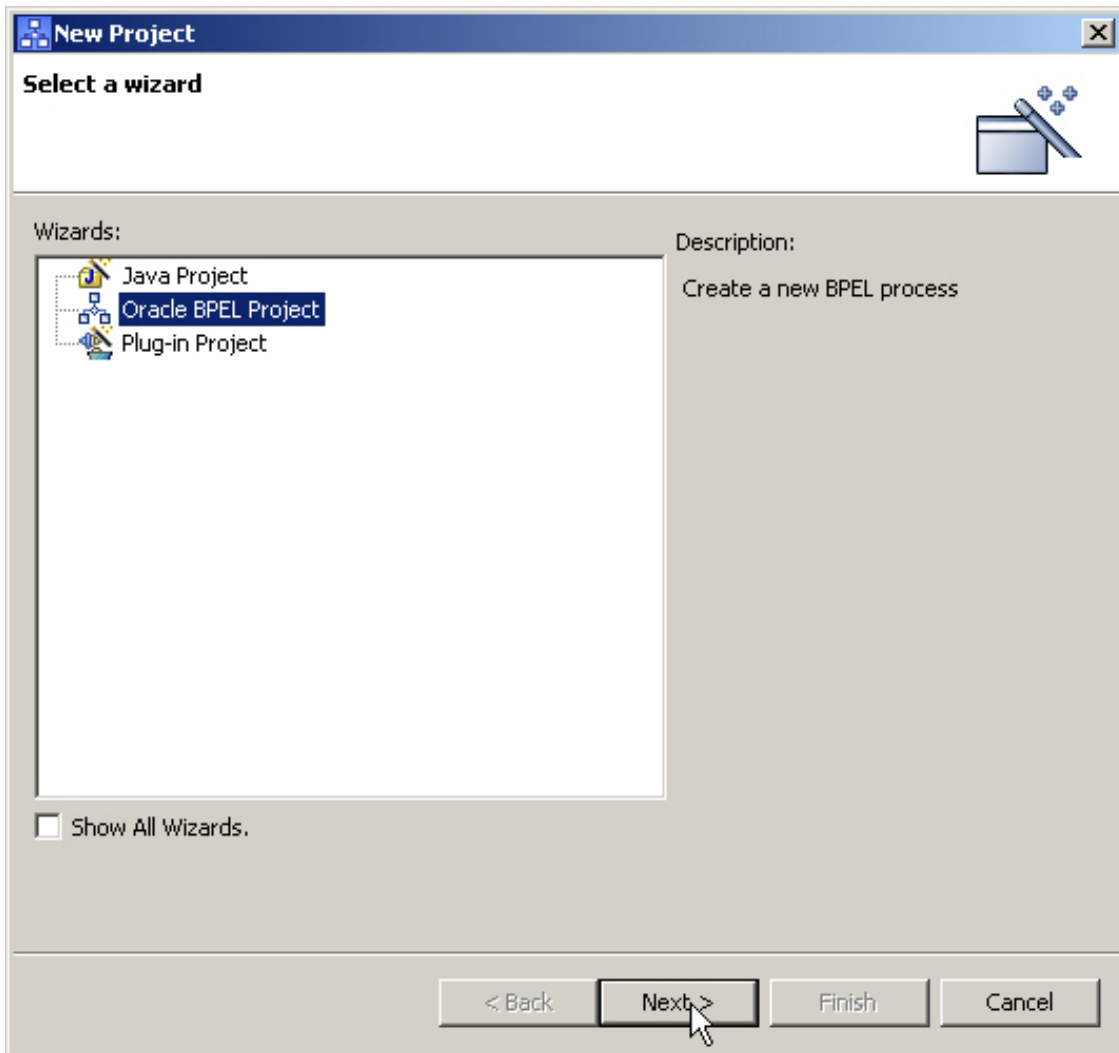 New Project
Select a wizard
Wizards:
Description:
Java Project
Create a new BPEL process
Oracle BPEL Project
Plug-in Project
Show All Wizards.
< Back
Next >
Finish
Cancel